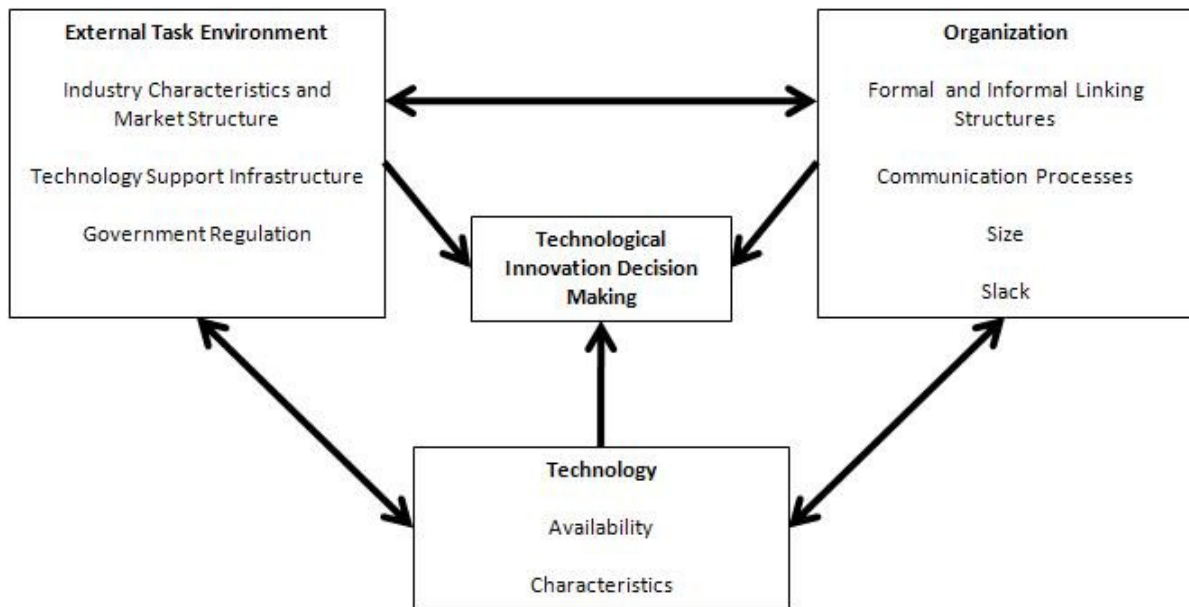 External Task Environment
Industry Characteristics and
Market Structure
Technology Support Infrastructure
Government Regulation
Organization
Formal and Informal Linking
Structures
Communication Processes
Size
Slack
Technological
Innovation Decision
Making
Technology
Availability
Characteristics